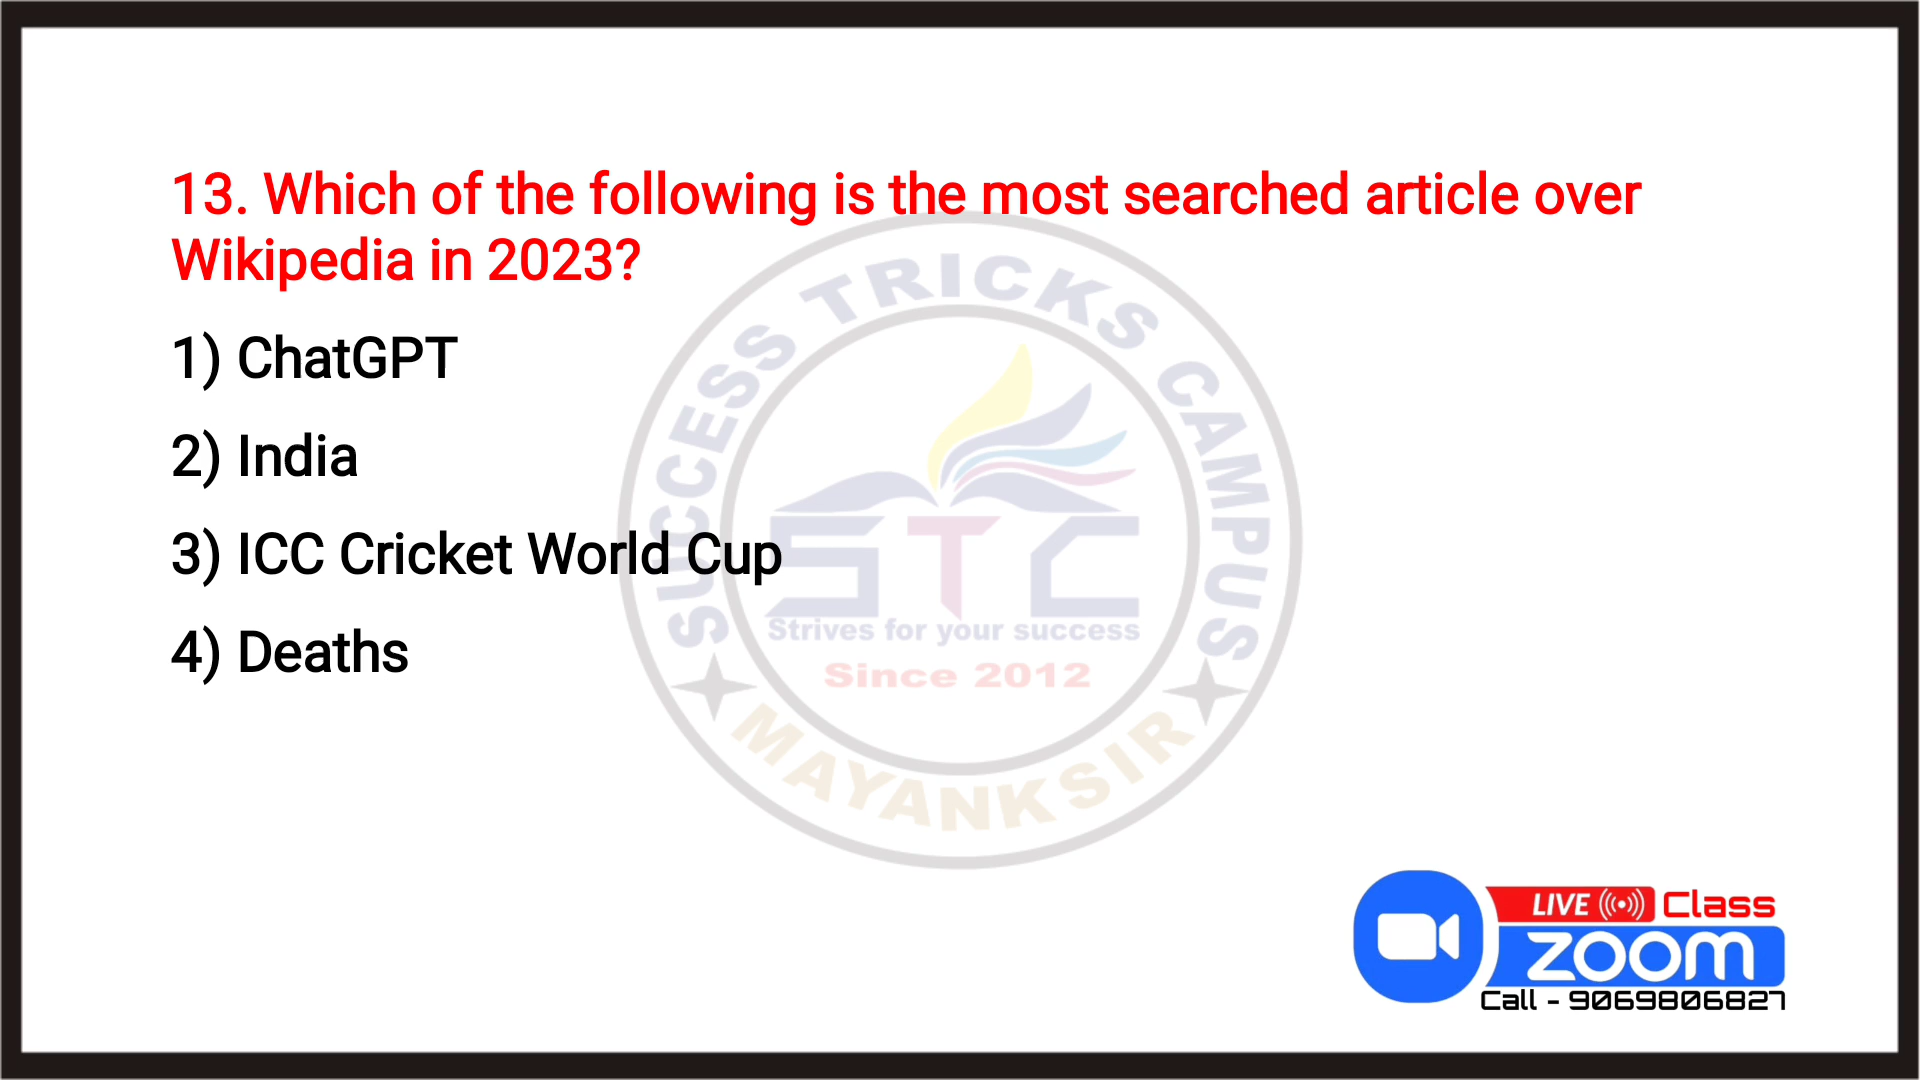 13. Which of the following is the most searched article over
Wikipedia in 2023?
1) ChatGPT
2) India
3) ICC Cricket World Cup
4) Deaths
SUCCESS TRICKS CAMPUS
STC
Strives for your success
Since 2012
MAYANKSIR
LIVE Class
zoom
Call - 9069806827